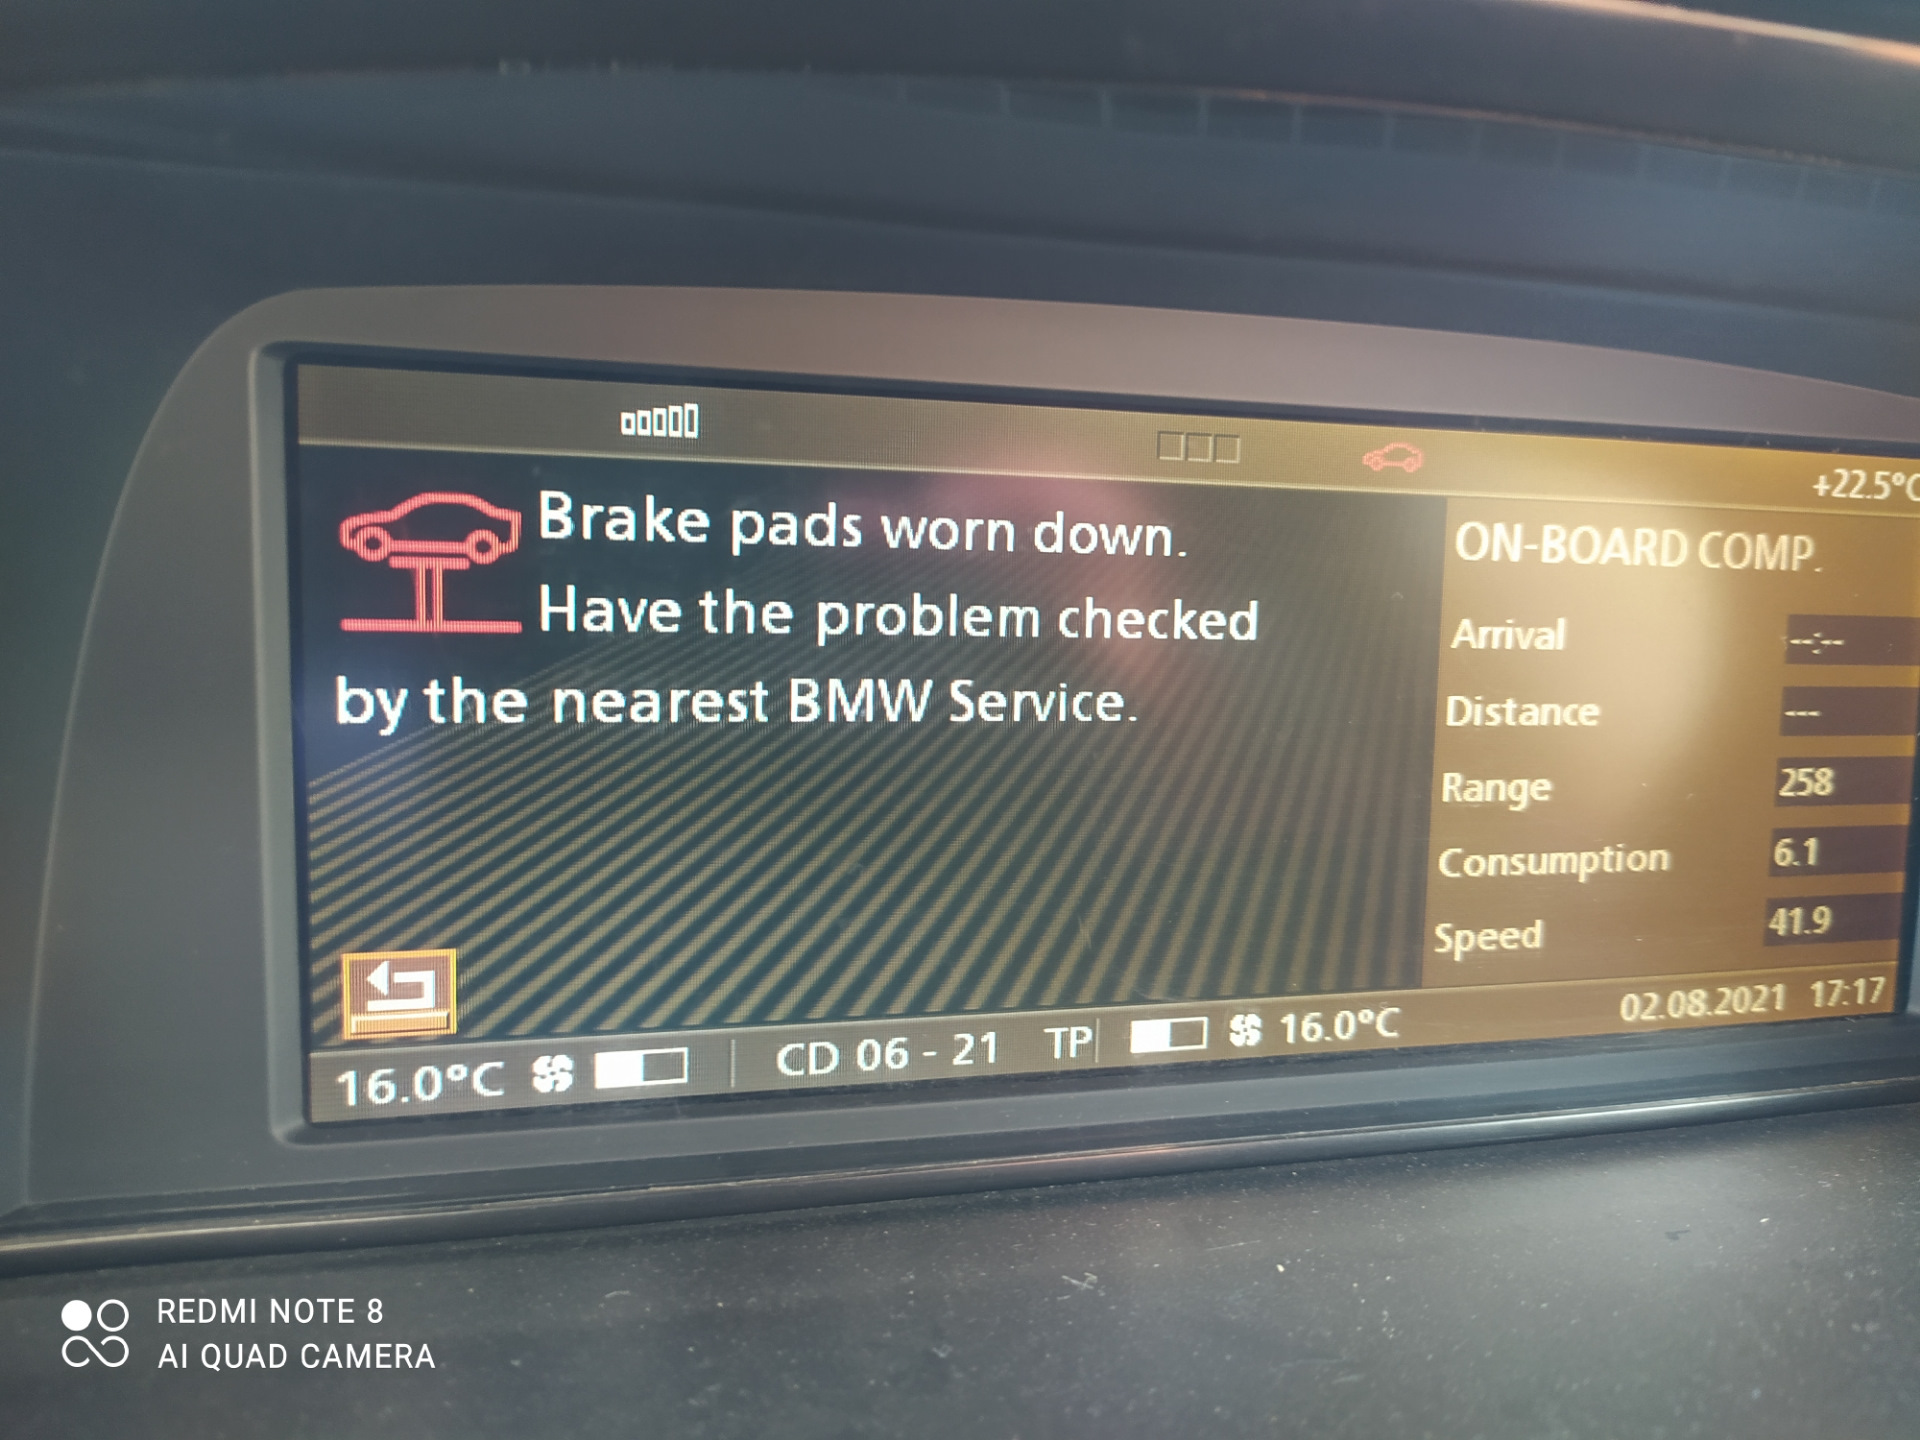 +22.5°C
Brake pads worn down.
Have the problem checked
by the nearest BMW Service.
ON-BOARD COMP.
Arrival --:--
Distance ---
Range 258
Consumption 6.1
Speed 41.9
16.0°C CD 06 - 21 TP 16.0°C 02.08.2021 17:17
REDMI NOTE 8
AI QUAD CAMERA